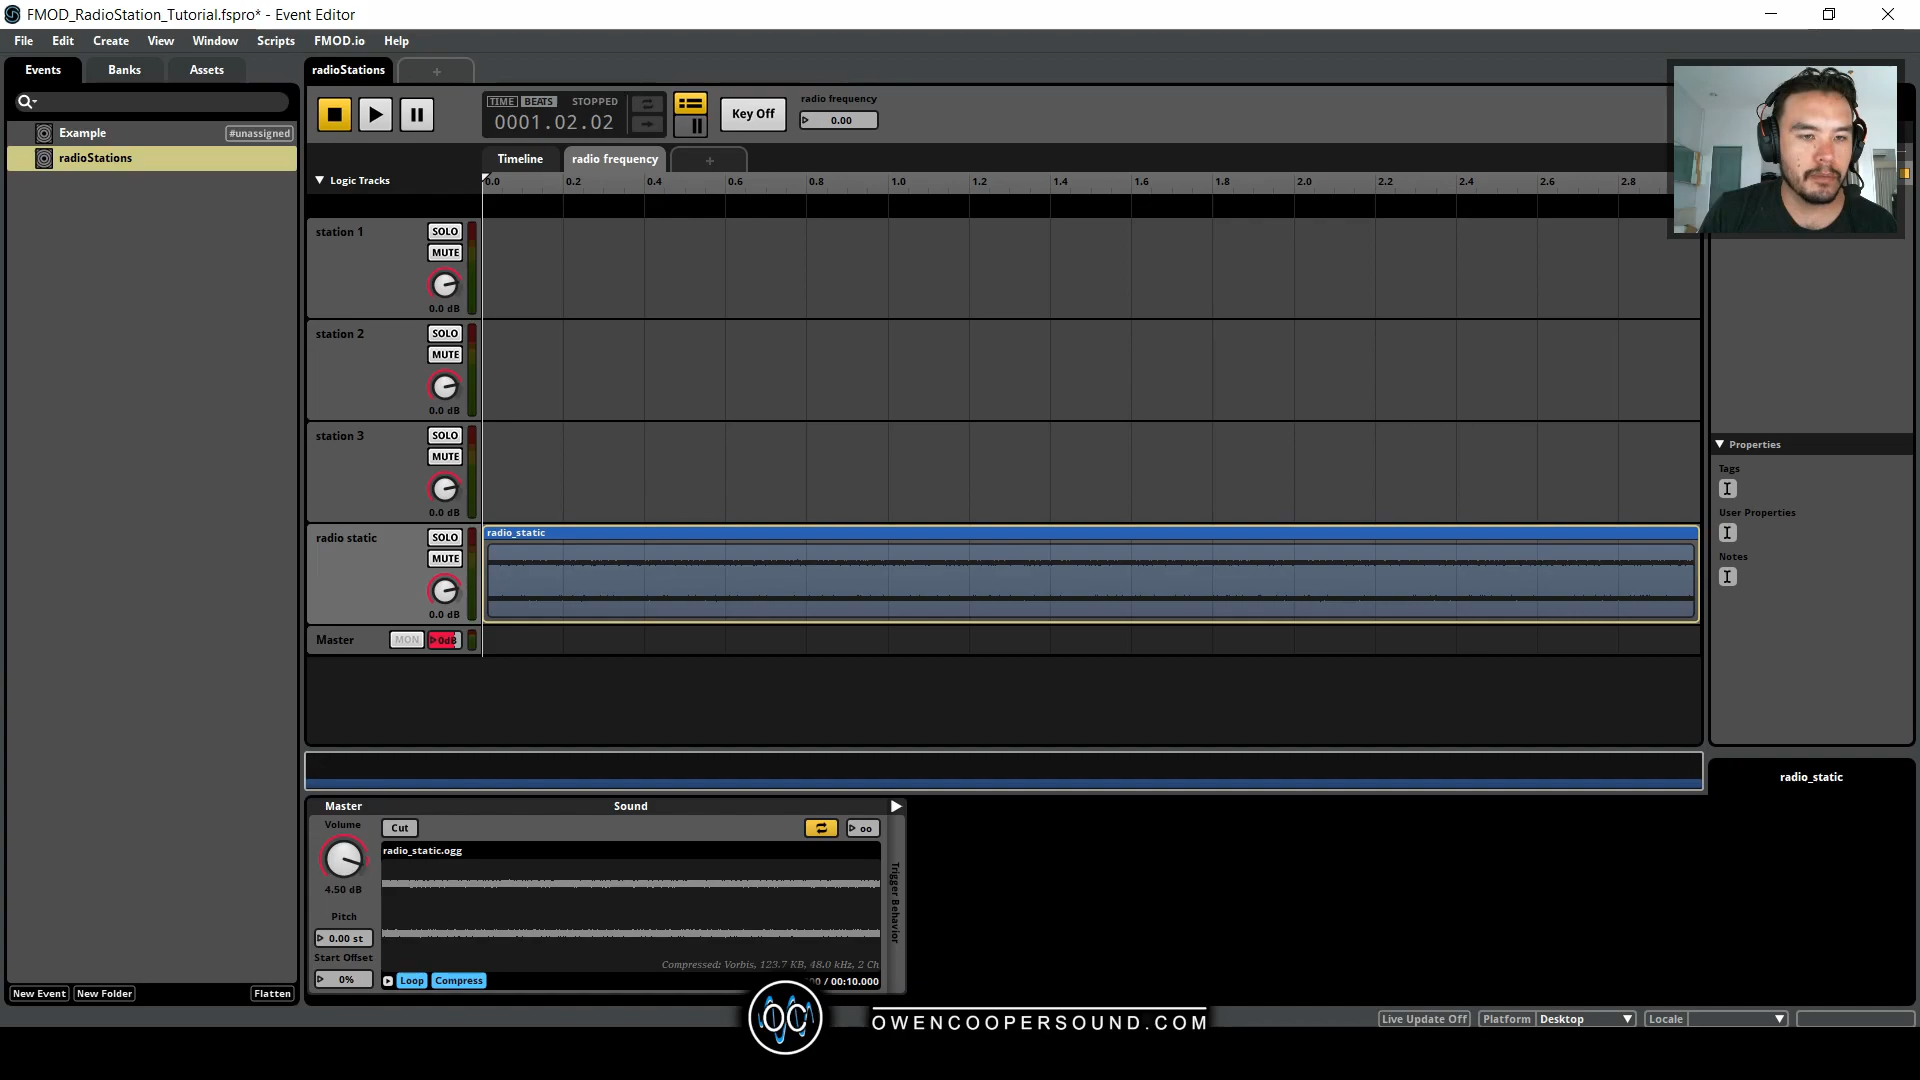 FMOD_RadioStation_Tutorial.fspro* - Event Editor
File Edit Create View Window Scripts FMOD.io Help
Events Banks Assets radioStations +
TIME BEATS STOPPED
0001.02.02
Key Off
radio frequency
0.00
Example #unassigned
radioStations
Timeline radio frequency +
Logic Tracks
0.0 0.2 0.4 0.6 0.8 1.0 1.2 1.4 1.6 1.8 2.0 2.2 2.4 2.6 2.8
station 1 SOLO
MUTE
0.0 dB
station 2 SOLO
MUTE
0.0 dB
station 3 SOLO
MUTE
0.0 dB
radio static SOLO
MUTE
0.0 dB
radio_static
Master MON 0dB
Properties
Tags
User Properties
Notes
radio_static
Master Sound
Volume
4.50 dB
Cut
oo
radio_static.ogg
Pitch
0.00 st
Start Offset
0%
Compressed: Vorbis, 123.7 KB, 48.0 kHz, 2 Ch
Loop Compress
/ 00:10.000
Trigger Behavior
New Event New Folder Flatten
OC OWENCOOPERSOUND.COM
Live Update Off Platform Desktop Locale